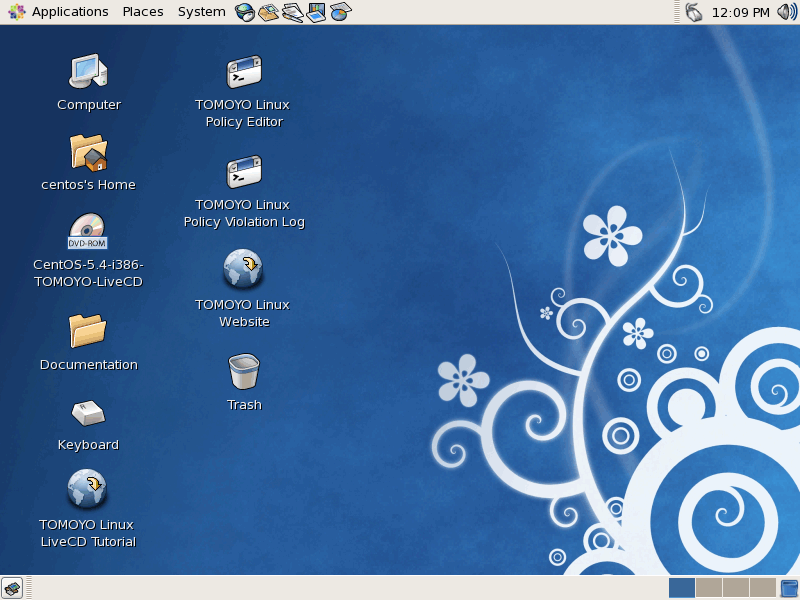 Applications Places System 12:09 PM
Computer
centos's Home
DVD-ROM
CentOS-5.4-i386-
TOMOYO-LiveCD
Documentation
Keyboard
TOMOYO Linux
LiveCD Tutorial
TOMOYO Linux
Policy Editor
TOMOYO Linux
Policy Violation Log
TOMOYO Linux
Website
Trash